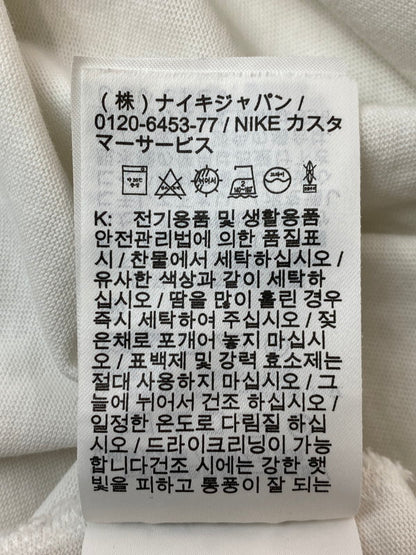 (株)ナイキジャパン/
0120-6453-77/NIKE カスタ
マーサービス
K: 전기용품 및 생활용품
안전관리법에 의한 품질표
시/찬물에서 세탁하십시오/
유사한 색상과 같이 세탁하
십시오/땀을 많이 흘린 경우
즉시 세탁하여 주십시오/젖
은채로 포개어 놓지 마십시
오/표백제 및 강력 효소제는
절대 사용하지 마십시오/그
늘에 뉘어서 건조 하십시오/
일정한 온도로 다림질 하십
시오/드라이크리닝이 가능
합니다건조 시에는 강한 햇
빛을 피하고 통풍이 잘 되는